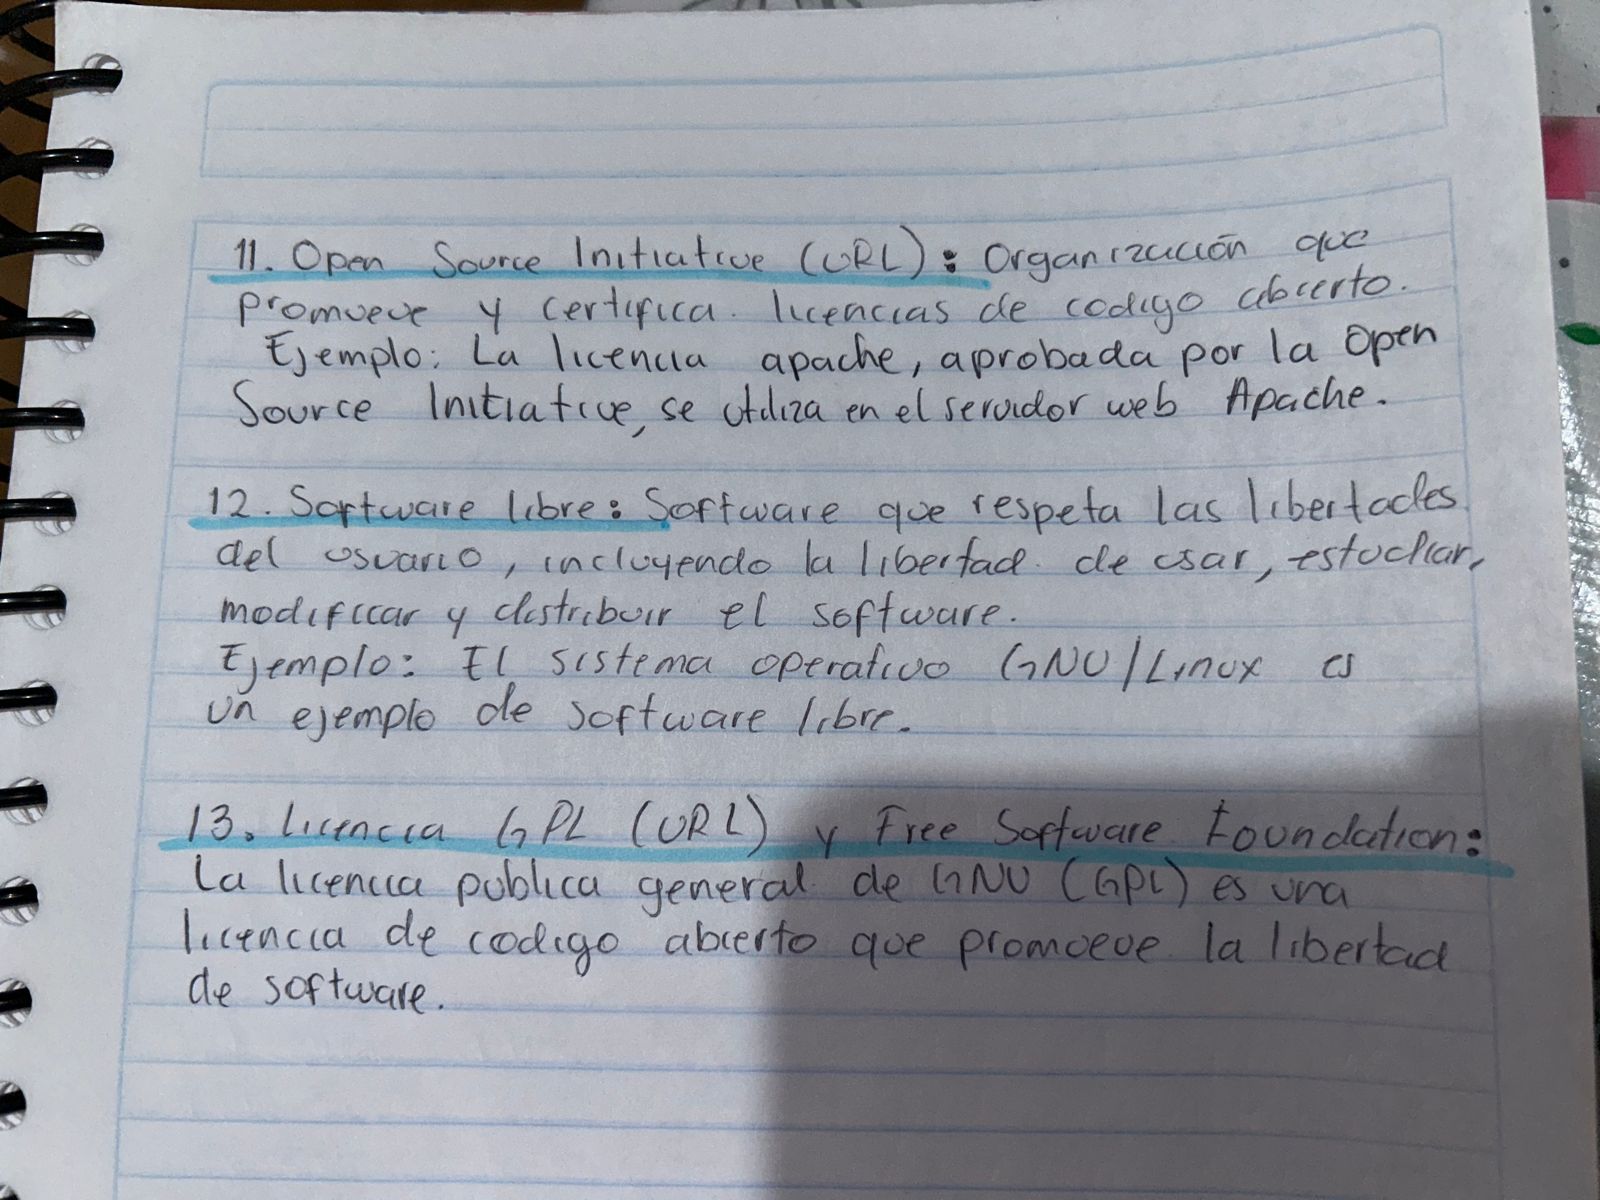 11. Open Source Initiative (URL): Organización que
promueve y certifica. licencias de codigo abierto.
Ejemplo: La licencia apache, aprobada por la Open
Source Initiative, se utiliza en el servidor web Apache.
12. Software libre: Software que respeta las libertades
del usuario, incluyendo la libertad de usar, estudiar,
modificar y distribuir el software.
Ejemplo: El sistema operativo GNU/Linux es
un ejemplo de software libre.
13. Licencia GPL (URL) y Free Software Foundation:
La licencia publica general de GNU (GPL) es una
licencia de codigo abierto que promueve la libertad
de software.